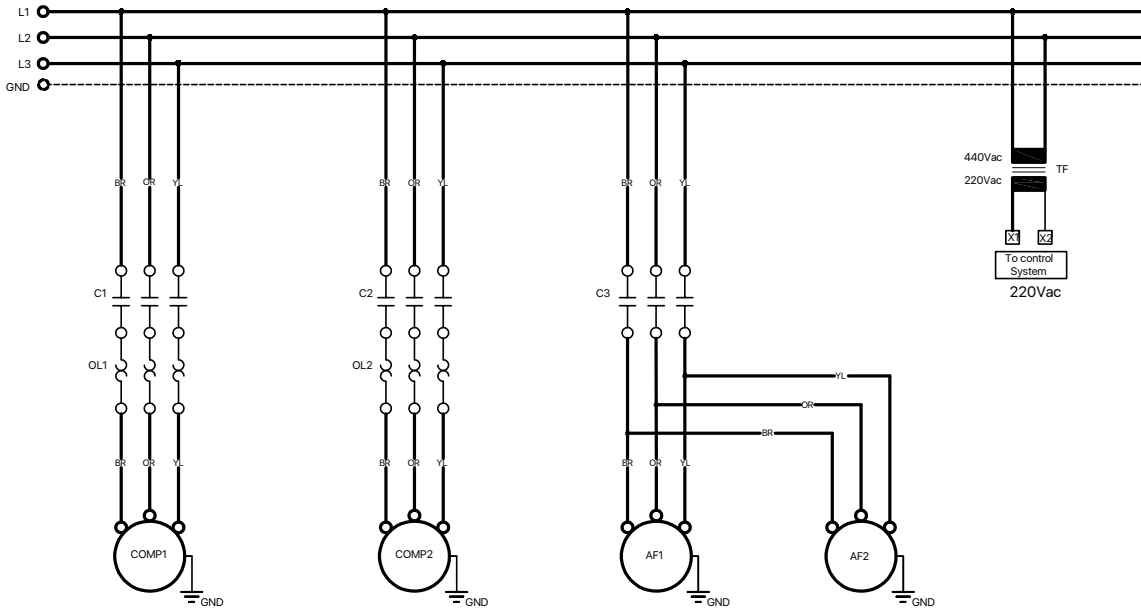 L1
L2
L3
GND
440Vac
TF
220Vac
BR OR YL
BR OR YL
BR OR YL
X1 X2
To control
System
220Vac
C1
C2
C3
OL1
OL2
YL
OR
BR
BR OR YL
BR OR YL
BR OR YL
COMP1
COMP2
AF1
AF2
GND
GND
GND
GND